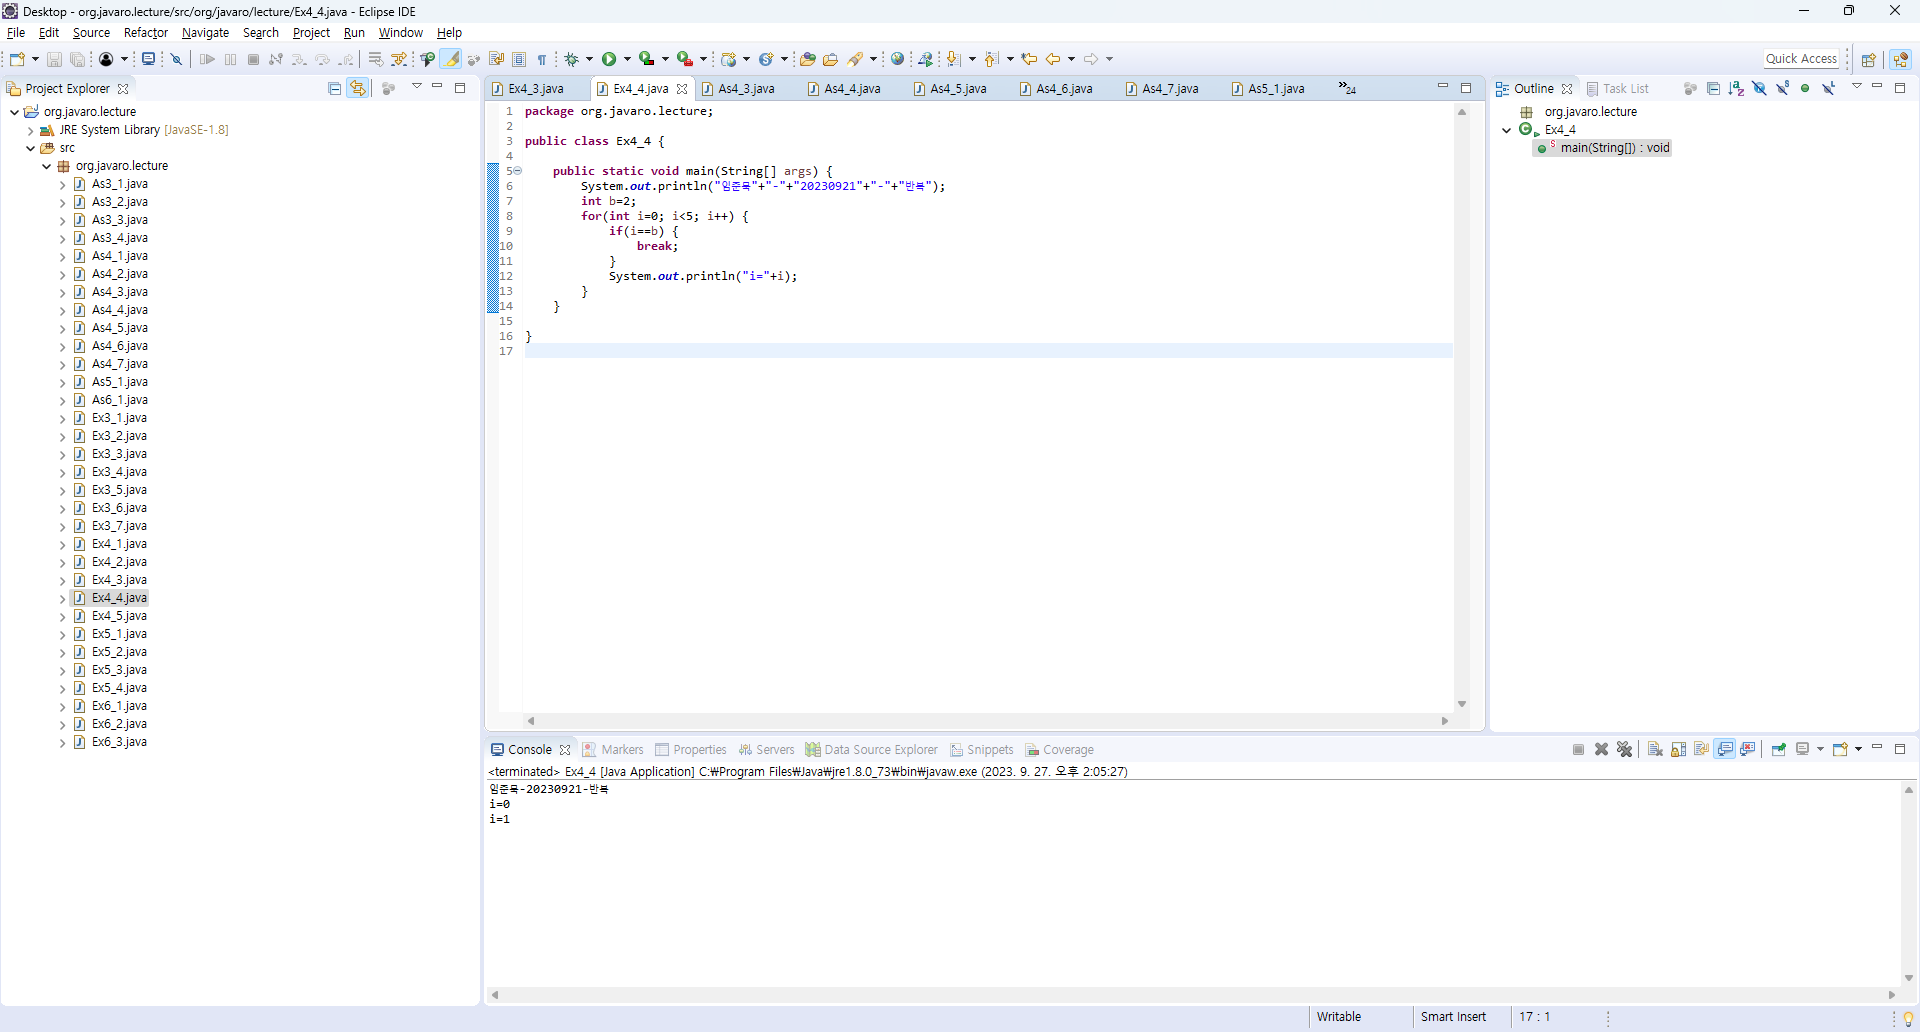 Desktop - org.javaro.lecture/src/org/javaro/lecture/Ex4_4.java - Eclipse IDE
File Edit Source Refactor Navigate Search Project Run Window Help
Quick Access
Project Explorer
org.javaro.lecture
JRE System Library [JavaSE-1.8]
src
org.javaro.lecture
As3_1.java
As3_2.java
As3_3.java
As3_4.java
As4_1.java
As4_2.java
As4_3.java
As4_4.java
As4_5.java
As4_6.java
As4_7.java
As5_1.java
As6_1.java
Ex3_1.java
Ex3_2.java
Ex3_3.java
Ex3_4.java
Ex3_5.java
Ex3_6.java
Ex3_7.java
Ex4_1.java
Ex4_2.java
Ex4_3.java
Ex4_4.java
Ex4_5.java
Ex5_1.java
Ex5_2.java
Ex5_3.java
Ex5_4.java
Ex6_1.java
Ex6_2.java
Ex6_3.java
Ex4_3.java Ex4_4.java As4_3.java As4_4.java As4_5.java As4_6.java As4_7.java As5_1.java »24
1 package org.javaro.lecture;
2
3 public class Ex4_4 {
4
5 public static void main(String[] args) {
6 System.out.println("임준묵"+"-"+"20230921"+"-"+"반복");
7 int b=2;
8 for(int i=0; i<5; i++) {
9 if(i==b) {
10 break;
11 }
12 System.out.println("i="+i);
13 }
14 }
15
16 }
17
Outline Task List
org.javaro.lecture
Ex4_4
main(String[]) : void
Console Markers Properties Servers Data Source Explorer Snippets Coverage
<terminated> Ex4_4 [Java Application] C:₩Program Files₩Java₩jre1.8.0_73₩bin₩javaw.exe (2023. 9. 27. 오후 2:05:27)
임준묵-20230921-반복
i=0
i=1
Writable Smart Insert 17 : 1